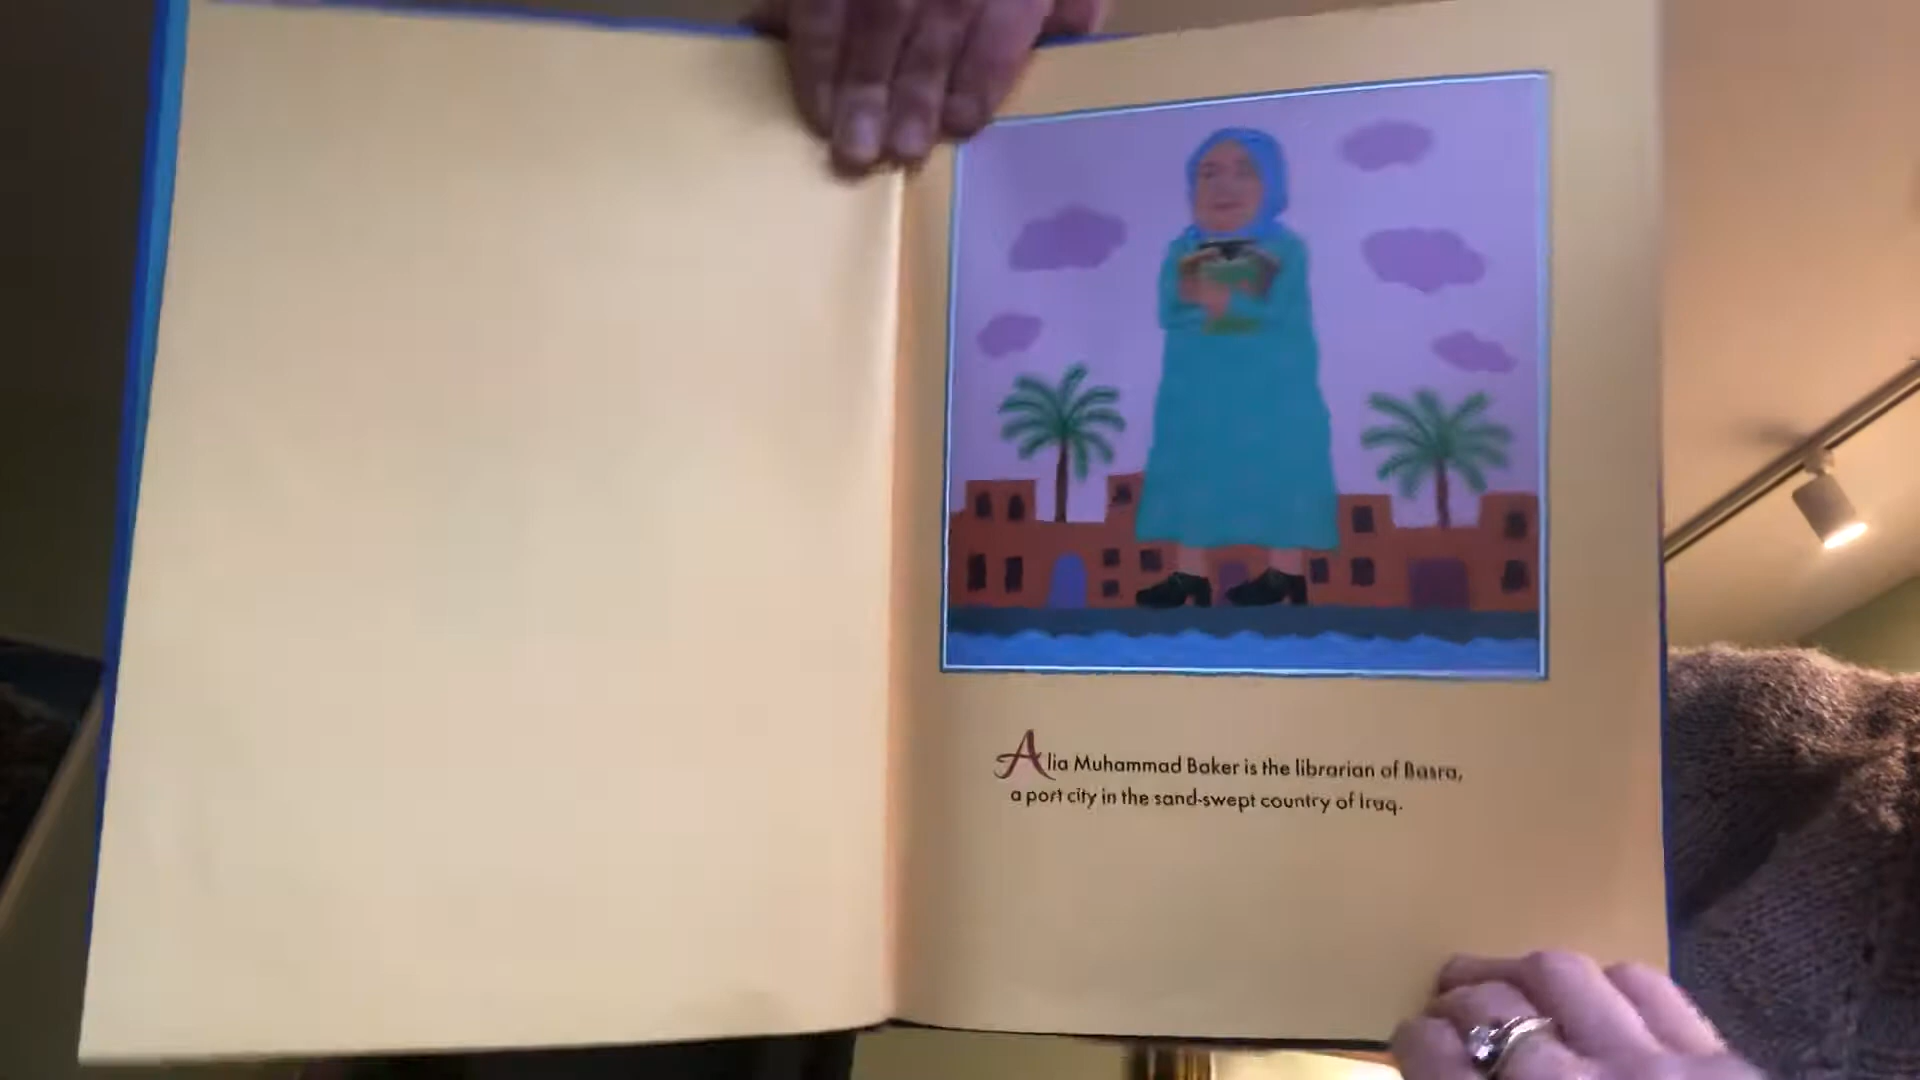 Alia Muhammad Baker is the librarian of Basra,
a port city in the sand-swept country of Iraq.